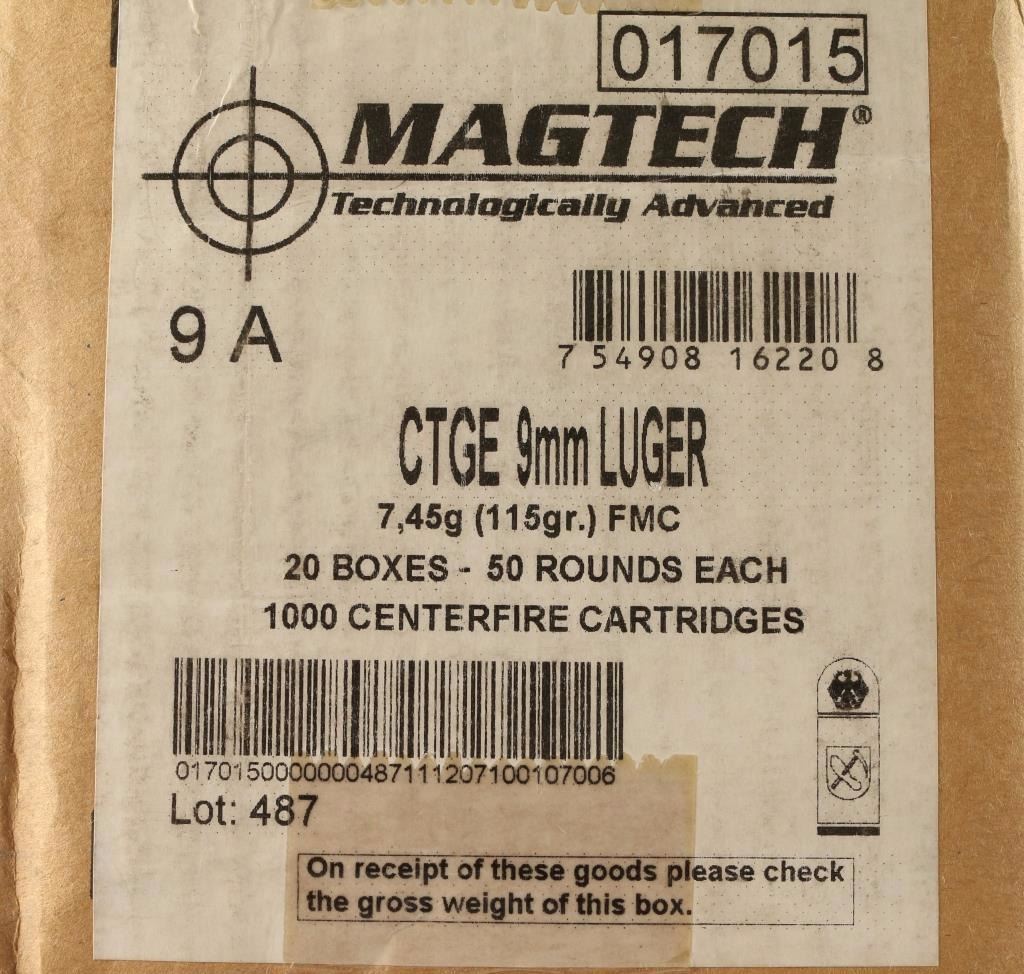 017015
MAGTECH®
Technologically Advanced
9 A
7 54908 16220 8
CTGE 9mm LUGER
7,45g (115gr.) FMC
20 BOXES - 50 ROUNDS EACH
1000 CENTERFIRE CARTRIDGES
0170150000000487111207100107006
Lot: 487
On receipt of these goods please check
the gross weight of this box.